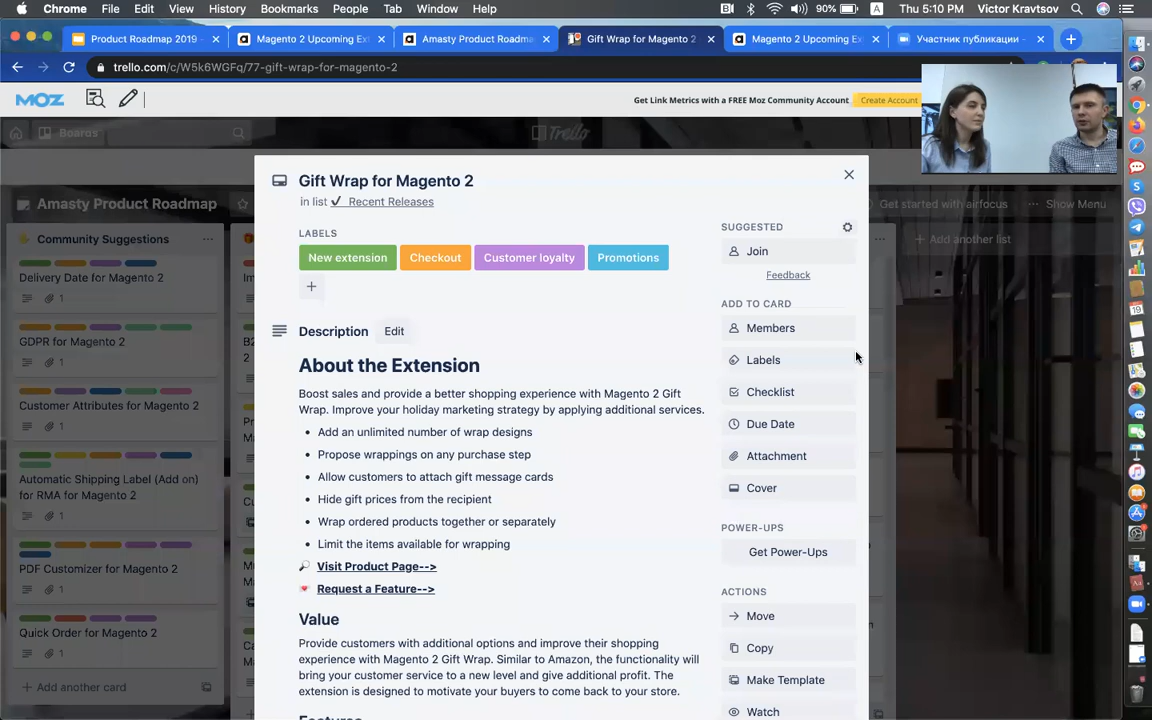 Chrome File Edit View History Bookmarks People Tab Window Help 90% A Thu 5:10 PM Victor Kravtsov
Product Roadmap 2019 - Magento 2 Upcoming Ex Amasty Product Roadma Gift Wrap for Magento 2 Magento 2 Upcoming Ex Участник публикации -
trello.com/c/W5k6WGFq/77-gift-wrap-for-magento-2
MOZ Get Link Metrics with a FREE Moz Community Account Create Account
Boards Trello
Amasty Product Roadmap Get started with airfocus ··· Show Menu
Community Suggestions ···
Delivery Date for Magento 2
1
GDPR for Magento 2
1
Customer Attributes for Magento 2
1
Automatic Shipping Label (Add on)
for RMA for Magento 2
1
PDF Customizer for Magento 2
1
Quick Order for Magento 2
1
+ Add another card
+ Add another list
Gift Wrap for Magento 2
in list ✓ Recent Releases
LABELS
New extension Checkout Customer loyalty Promotions
+
Description Edit
About the Extension
Boost sales and provide a better shopping experience with Magento 2 Gift
Wrap. Improve your holiday marketing strategy by applying additional services.
• Add an unlimited number of wrap designs
• Propose wrappings on any purchase step
• Allow customers to attach gift message cards
• Hide gift prices from the recipient
• Wrap ordered products together or separately
• Limit the items available for wrapping
Visit Product Page-->
Request a Feature-->
Value
Provide customers with additional options and improve their shopping
experience with Magento 2 Gift Wrap. Similar to Amazon, the functionality will
bring your customer service to a new level and give additional profit. The
extension is designed to motivate your buyers to come back to your store.
Features
SUGGESTED
Join
Feedback
ADD TO CARD
Members
Labels
Checklist
Due Date
Attachment
Cover
POWER-UPS
Get Power-Ups
ACTIONS
Move
Copy
Make Template
Watch